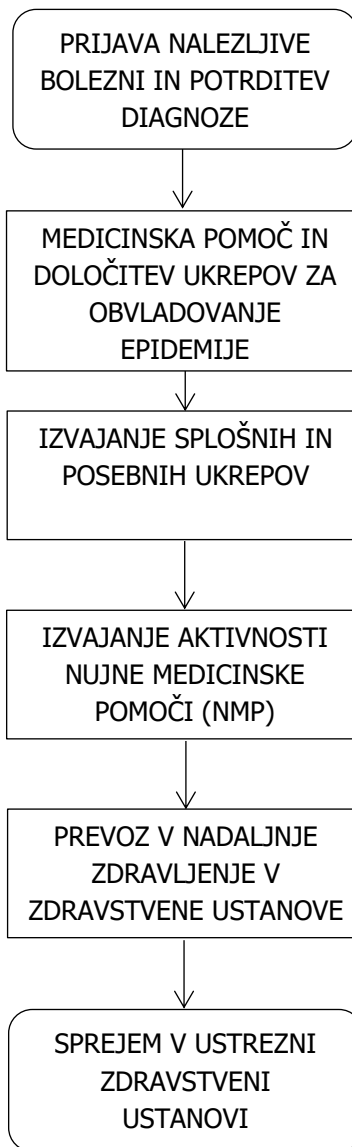 PRIJAVA NALEZLJIVE
BOLEZNI IN POTRDITEV
DIAGNOZE
MEDICINSKA POMOČ IN
DOLOČITEV UKREPOV ZA
OBVLADOVANJE
EPIDEMIJE
IZVAJANJE SPLOŠNIH IN
POSEBNIH UKREPOV
IZVAJANJE AKTIVNOSTI
NUJNE MEDICINSKE
POMOČI (NMP)
PREVOZ V NADALJNJE
ZDRAVLJENJE V
ZDRAVSTVENE USTANOVE
SPREJEM V USTREZNI
ZDRAVSTVENI
USTANOVI